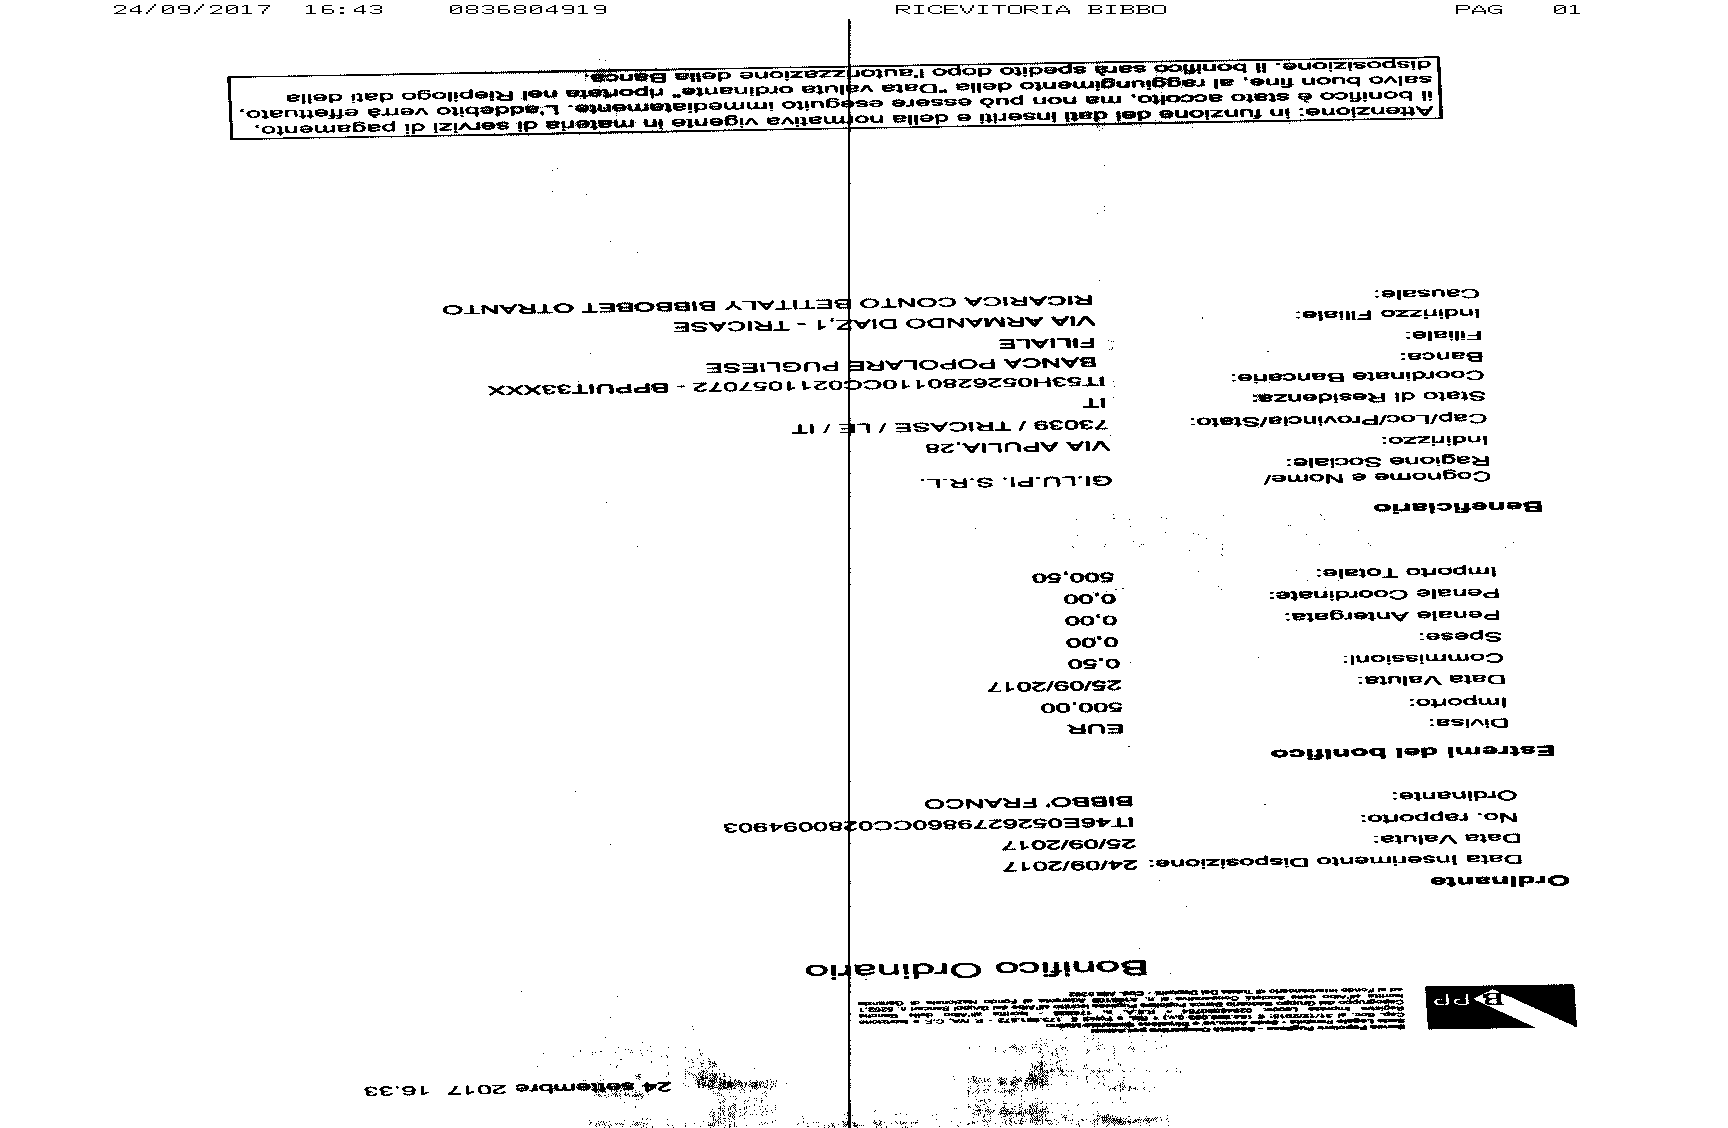 24/09/2017 16:43 0836804919 RICEVITORIA BIBBO PAG 01
24 settembre 2017 16.33
BPP
Bonifico Ordinario
Ordinante
Data Inserimento Disposizione: 24/09/2017
Data Valuta: 25/09/2017
No. rapporto: IT46E0526279860CC0280094903
Ordinante: BIBBO' FRANCO
Estremi del bonifico
Divisa: EUR
Importo: 500,00
Data Valuta: 25/09/2017
Commissioni: 0,50
Spese: 0,00
Penale Antergata: 0,00
Penale Coordinate: 0,00
Importo Totale: 500,50
Beneficiario
Cognome e Nome/ GI.LU.PI. S.R.L.
Ragione Sociale:
Indirizzo: VIA APULIA,28
Cap/Loc/Provincia/Stato: 73039 / TRICASE / LE / IT
Stato di Residenza: IT
Coordinate Bancarie: IT53H0526280110CC0211057072 - BPPUIT33XXX
Banca: BANCA POPOLARE PUGLIESE
Filiale: FILIALE
Indirizzo Filiale: VIA ARMANDO DIAZ,1 - TRICASE
Causale: RICARICA CONTO BETITALY BIBBOBET OTRANTO
Attenzione: in funzione dei dati inseriti e della normativa vigente in materia di servizi di pagamento,
il bonifico è stato accolto, ma non può essere eseguito immediatamente. L'addebito verrà effettuato,
salvo buon fine, al raggiungimento della "Data valuta ordinante" riportata nel Riepilogo dati della
disposizione. Il bonifico sarà spedito dopo l'autorizzazione della Banca.